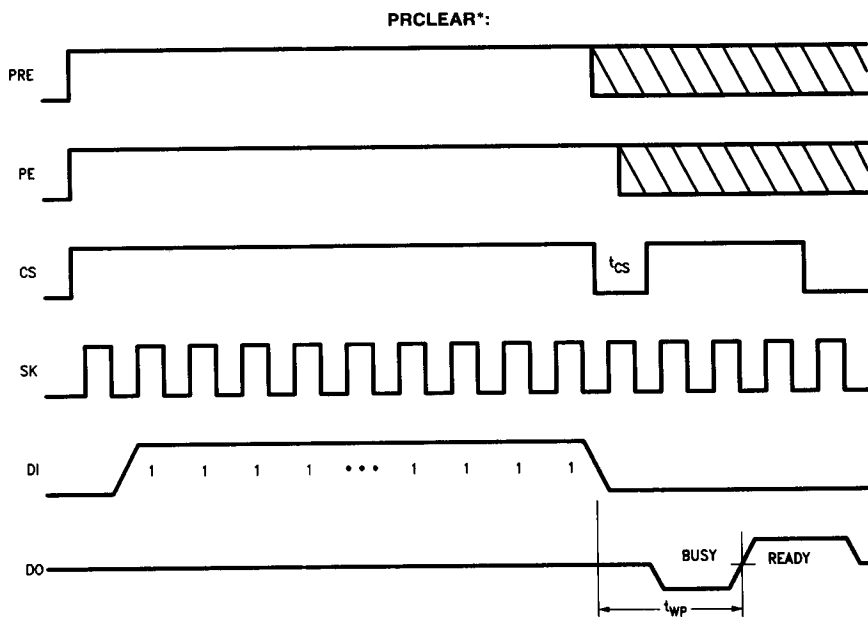 PRCLEAR*:
PRE
PE
CS
tCS
SK
DI
1 1 1 1 ••• 1 1 1 1
DO
BUSY
READY
tWP